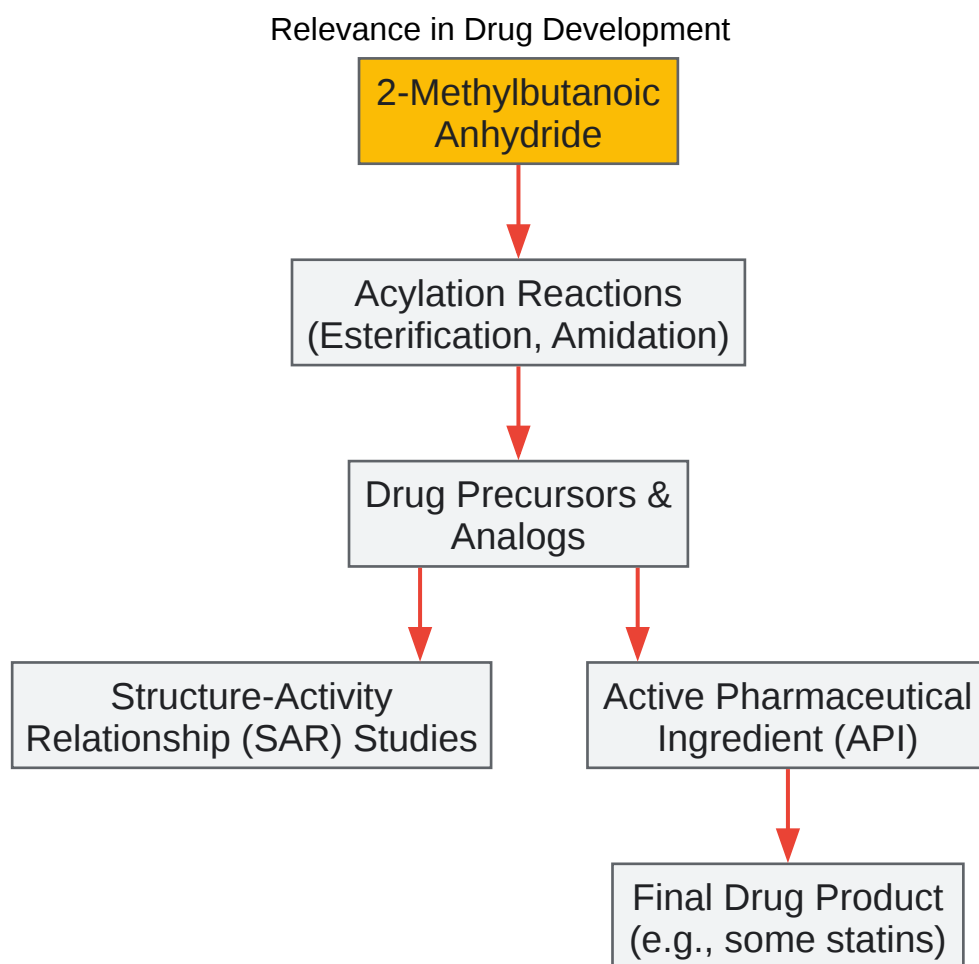 Relevance in Drug Development
2-Methylbutanoic
Anhydride
Acylation Reactions
(Esterification, Amidation)
Drug Precursors &
Analogs
Structure-Activity
Relationship (SAR) Studies
Active Pharmaceutical
Ingredient (API)
Final Drug Product
(e.g., some statins)